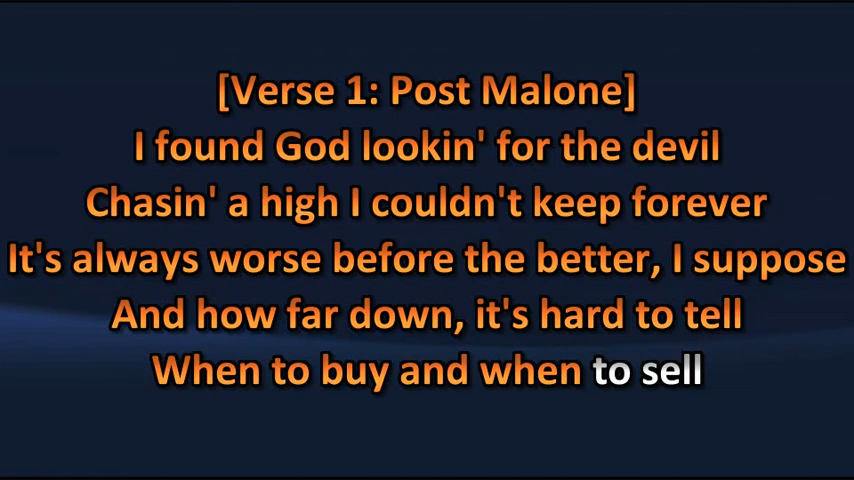 [Verse 1: Post Malone]
I found God lookin' for the devil
Chasin' a high I couldn't keep forever
It's always worse before the better, I suppose
And how far down, it's hard to tell
When to buy and when to sell